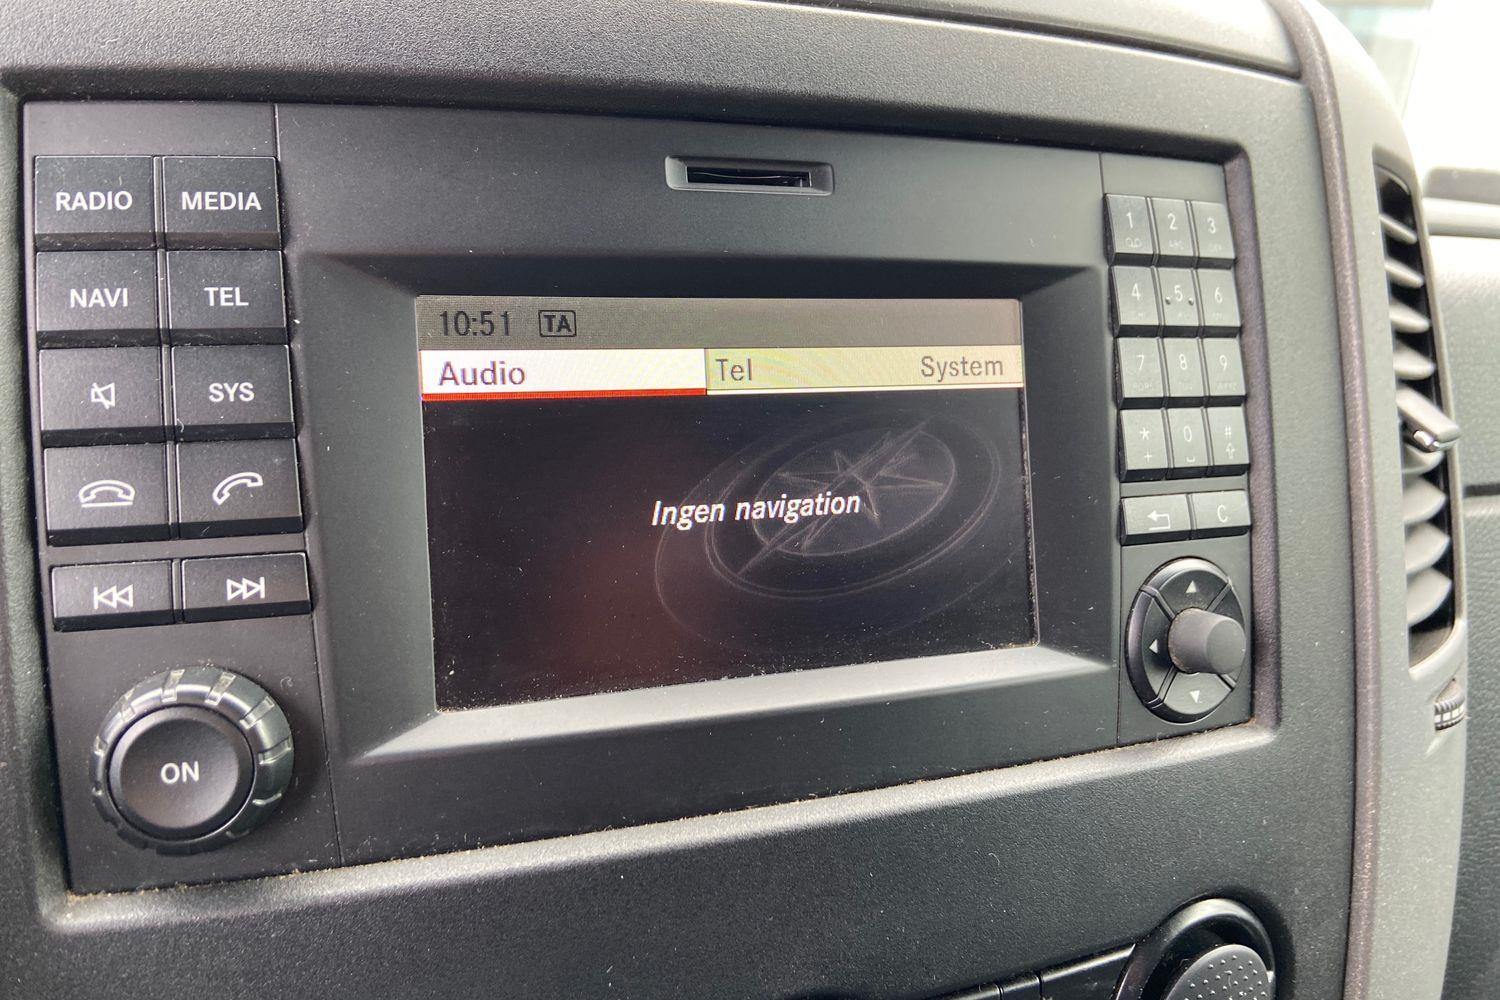 RADIO MEDIA
NAVI TEL
SYS
ON
10:51 TA
Audio Tel System
Ingen navigation
1 2 3
4 5 6
7 8 9
* 0 #
+
C